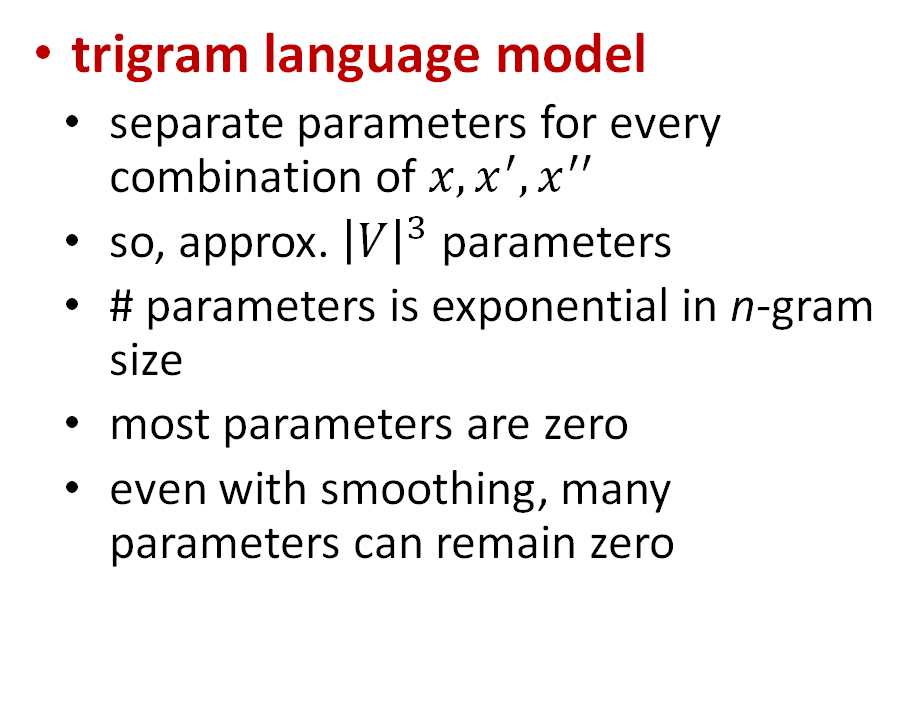 • trigram language model
• separate parameters for every
combination of x, x′, x′′
• so, approx. |V|³ parameters
• # parameters is exponential in n-gram
size
• most parameters are zero
• even with smoothing, many
parameters can remain zero